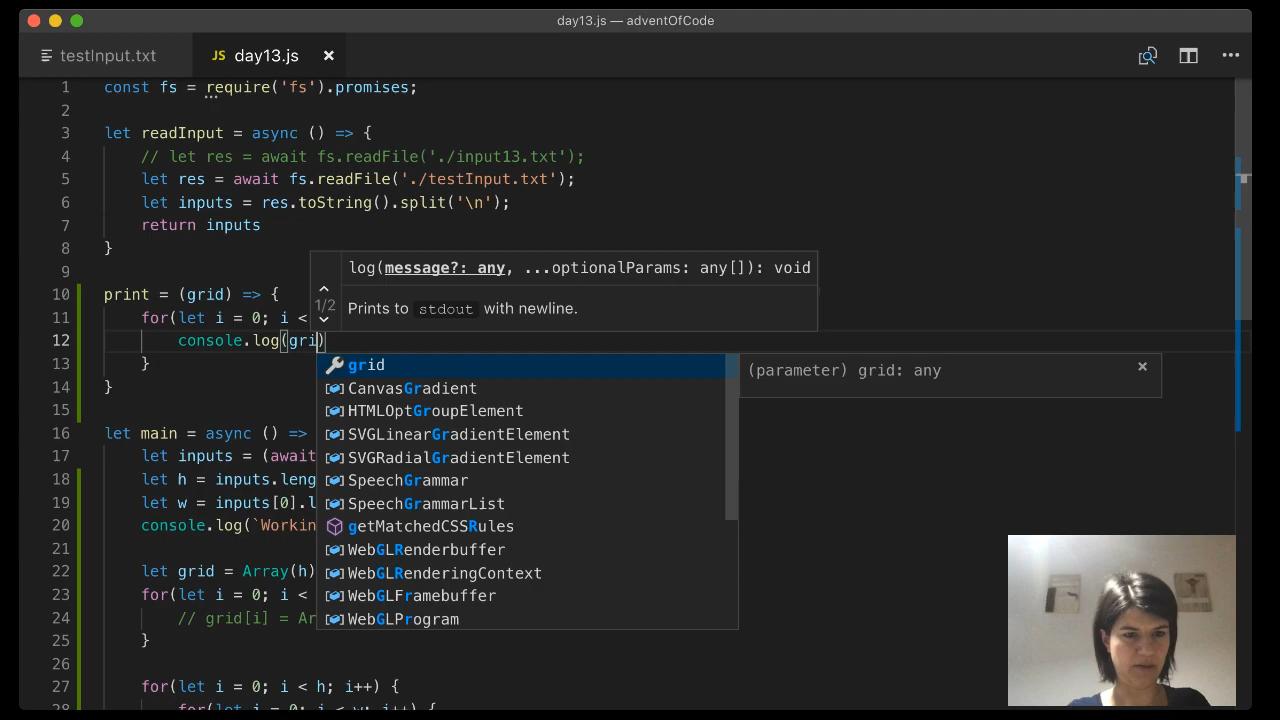 day13.js — adventOfCode
testInput.txt JS day13.js ×
1 const fs = require('fs').promises;
2
3 let readInput = async () => {
4 // let res = await fs.readFile('./input13.txt');
5 let res = await fs.readFile('./testInput.txt');
6 let inputs = res.toString().split('\n');
7 return inputs
8 }
9
log(message?: any, ...optionalParams: any[]): void
1/2
Prints to stdout with newline.
10 print = (grid) => {
11 for(let i = 0; i <
12 console.log(gri)
13 }
14 }
15
16 let main = async () =>
17 let inputs = (await
18 let h = inputs.leng
19 let w = inputs[0].l
20 console.log(`Workin
21
22 let grid = Array(h)
23 for(let i = 0; i <
24 // grid[i] = Ar
25 }
26
27 for(let i = 0; i < h; i++) {
28 for(let i = 0; i < w; i++) {
grid
CanvasGradient
HTMLOptGroupElement
SVGLinearGradientElement
SVGRadialGradientElement
SpeechGrammar
SpeechGrammarList
getMatchedCSSRules
WebGLRenderbuffer
WebGLRenderingContext
WebGLFramebuffer
WebGLProgram
(parameter) grid: any ×